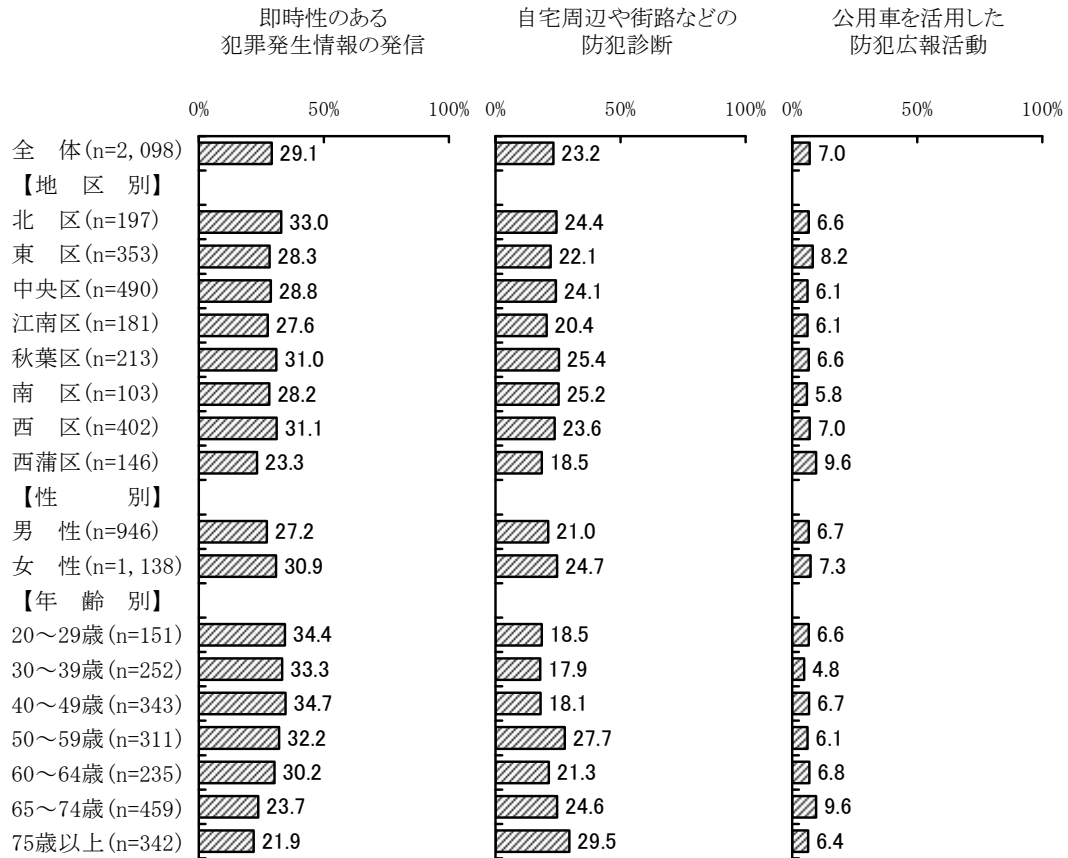 即時性のある
犯罪発生情報の発信
自宅周辺や街路などの
防犯診断
公用車を活用した
防犯広報活動
0% 50% 100% 0% 50% 100% 0% 50% 100%
全　体(n=2,098) 29.1 23.2 7.0
【地　区　別】
北　区(n=197) 33.0 24.4 6.6
東　区(n=353) 28.3 22.1 8.2
中央区(n=490) 28.8 24.1 6.1
江南区(n=181) 27.6 20.4 6.1
秋葉区(n=213) 31.0 25.4 6.6
南　区(n=103) 28.2 25.2 5.8
西　区(n=402) 31.1 23.6 7.0
西蒲区(n=146) 23.3 18.5 9.6
【性　　　別】
男　性(n=946) 27.2 21.0 6.7
女　性(n=1,138) 30.9 24.7 7.3
【年　齢　別】
20～29歳(n=151) 34.4 18.5 6.6
30～39歳(n=252) 33.3 17.9 4.8
40～49歳(n=343) 34.7 18.1 6.7
50～59歳(n=311) 32.2 27.7 6.1
60～64歳(n=235) 30.2 21.3 6.8
65～74歳(n=459) 23.7 24.6 9.6
75歳以上(n=342) 21.9 29.5 6.4